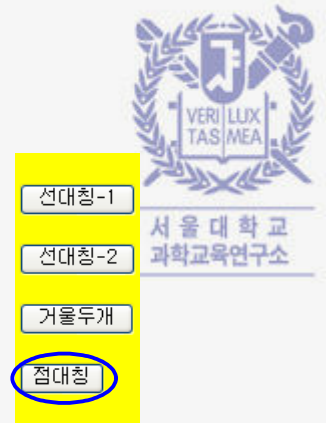 VERI LUX
TAS MEA
서울대학교
과학교육연구소
선대칭-1
선대칭-2
거울두개
점대칭